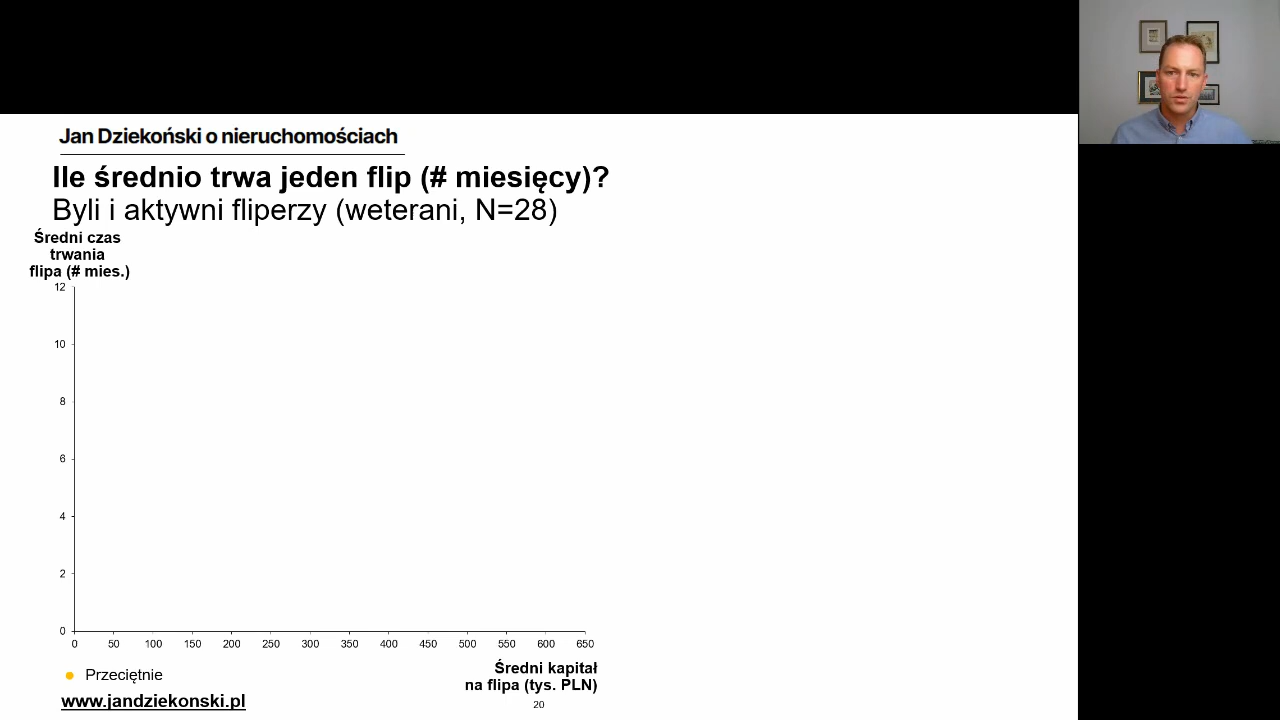 Jan Dziekoński o nieruchomościach
Ile średnio trwa jeden flip (# miesięcy)?
Byli i aktywni fliperzy (weterani, N=28)
Średni czas
trwania
flipa (# mies.)
12
10
8
6
4
2
0
0 50 100 150 200 250 300 350 400 450 500 550 600 650
Przeciętnie
Średni kapitał
na flipa (tys. PLN)
www.jandziekonski.pl
20